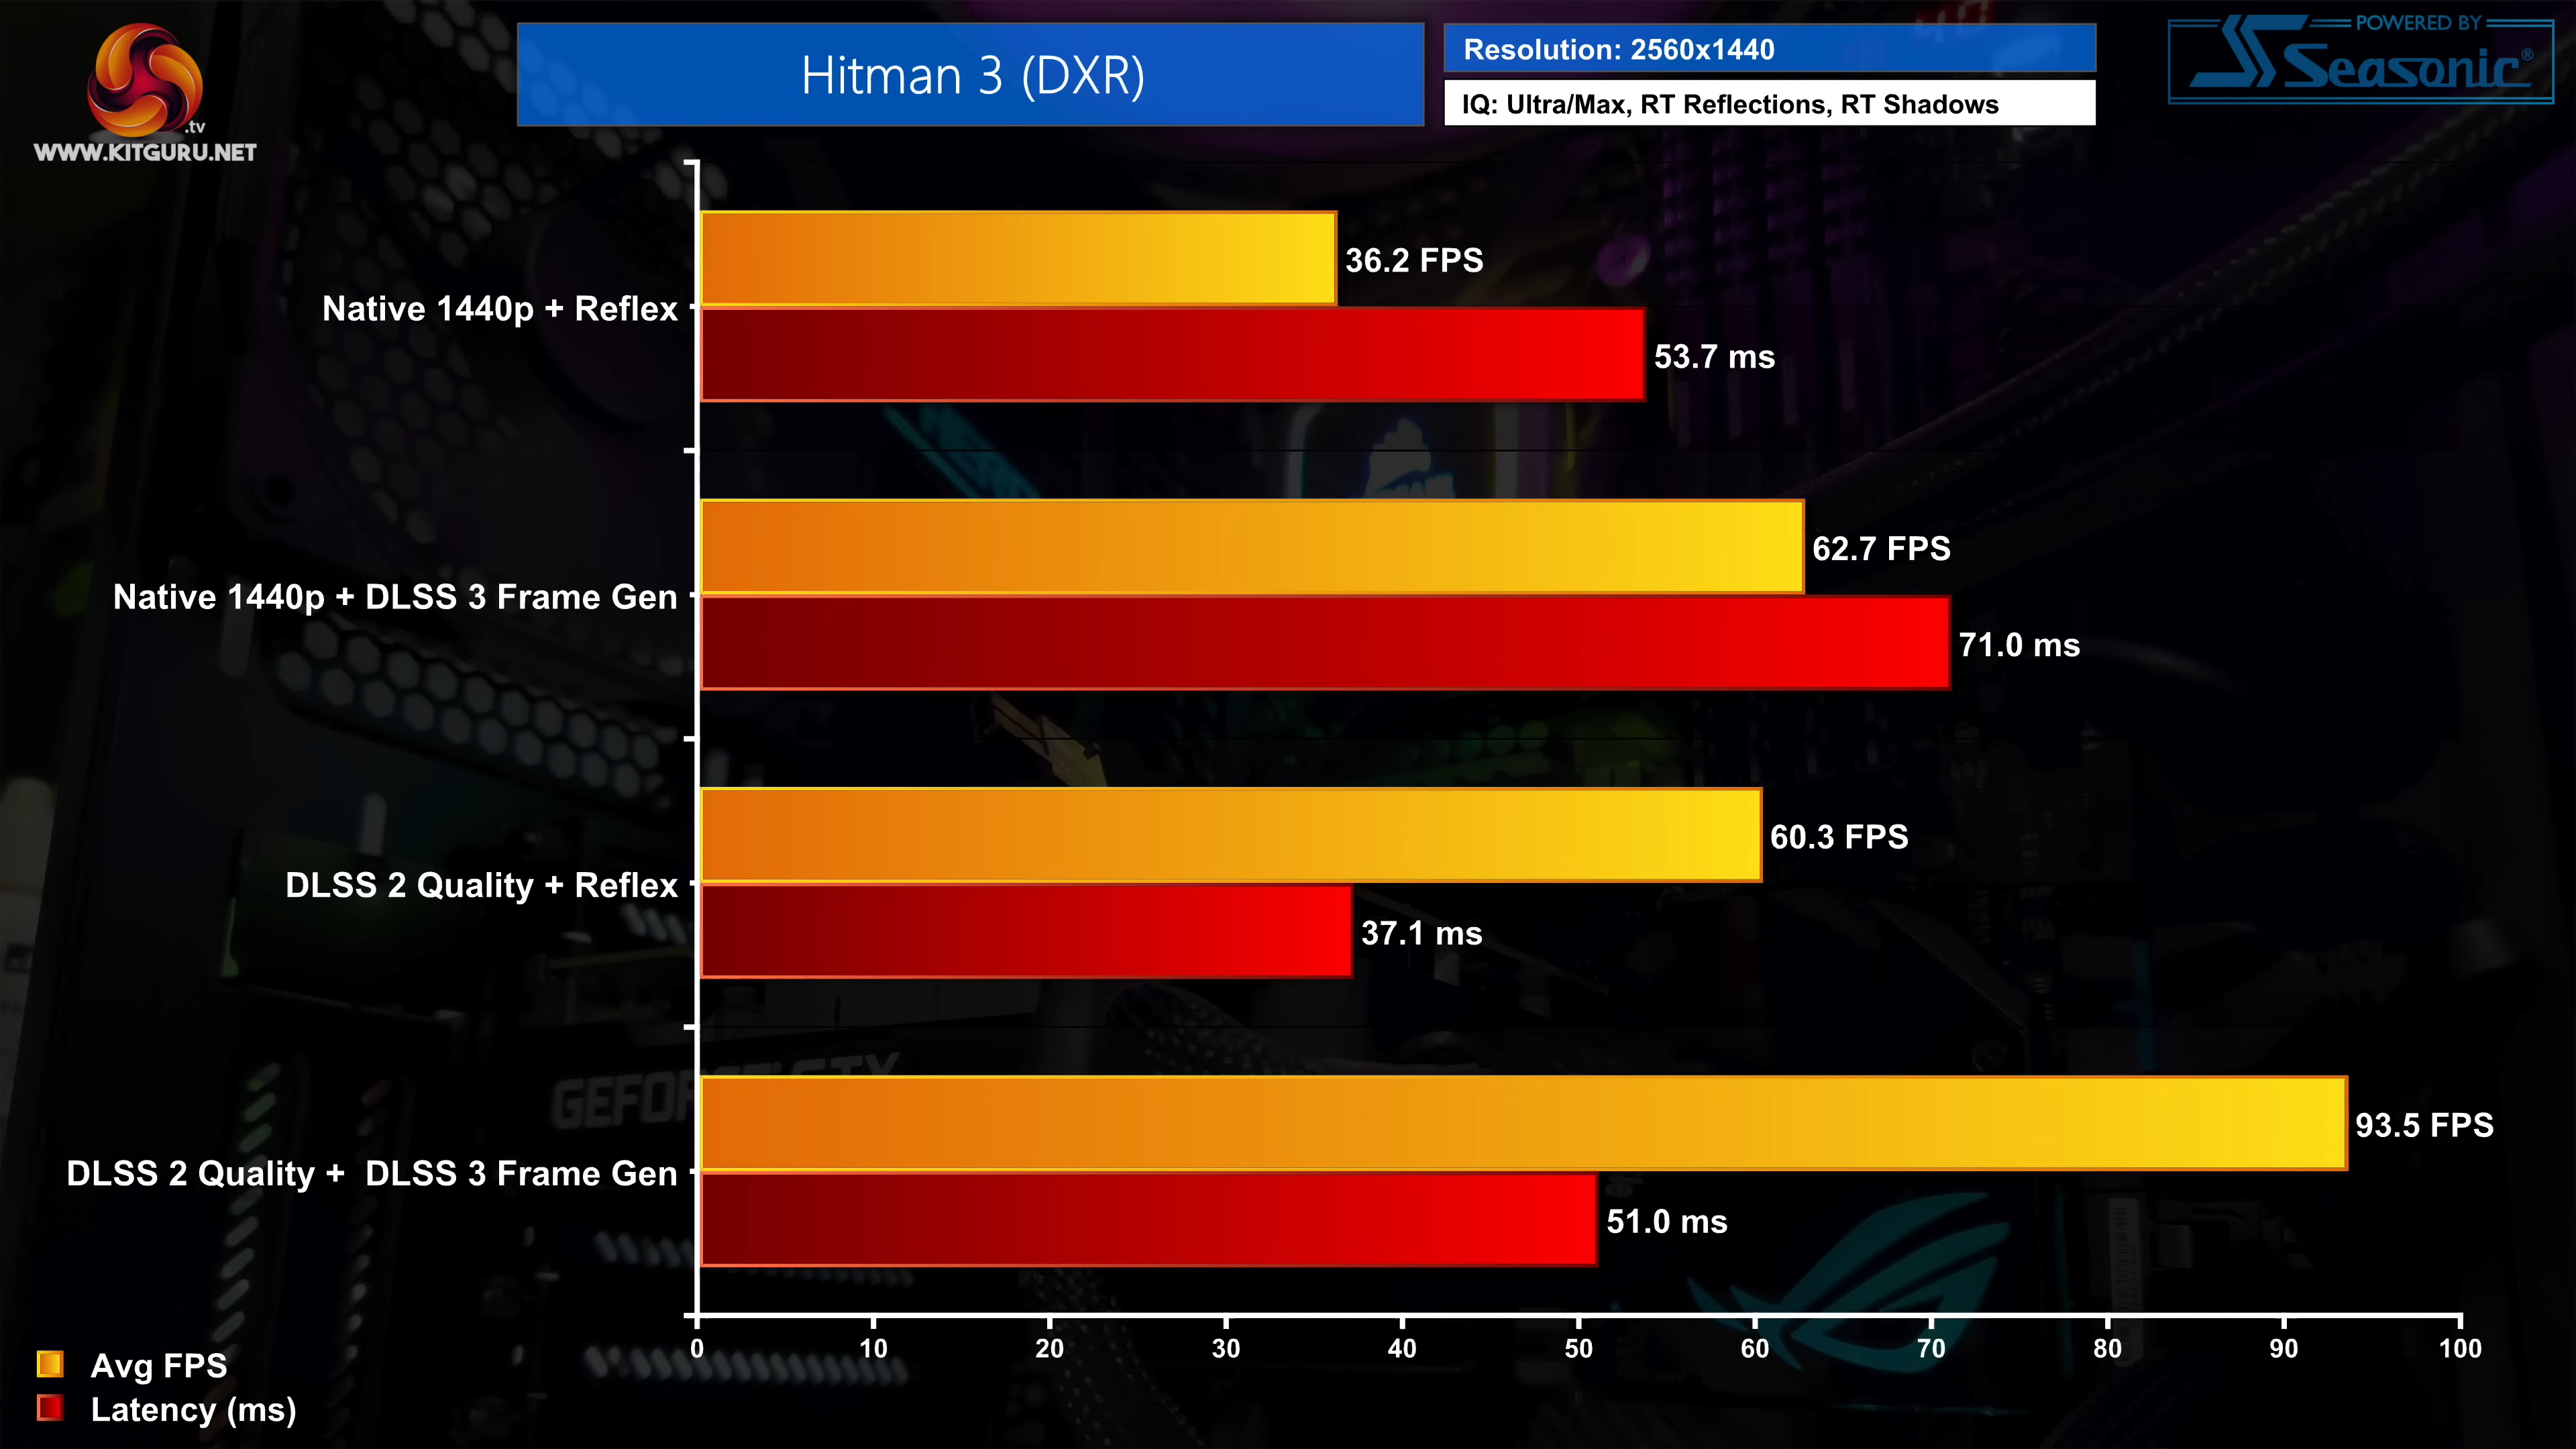 .tv
WWW.KITGURU.NET
Hitman 3 (DXR)
Resolution: 2560x1440
IQ: Ultra/Max, RT Reflections, RT Shadows
POWERED BY
Seasonic®
Native 1440p + Reflex
36.2 FPS
53.7 ms
Native 1440p + DLSS 3 Frame Gen
62.7 FPS
71.0 ms
DLSS 2 Quality + Reflex
60.3 FPS
37.1 ms
GEFORCE GTX
DLSS 2 Quality +  DLSS 3 Frame Gen
93.5 FPS
51.0 ms
0 10 20 30 40 50 60 70 80 90 100
Avg FPS
Latency (ms)